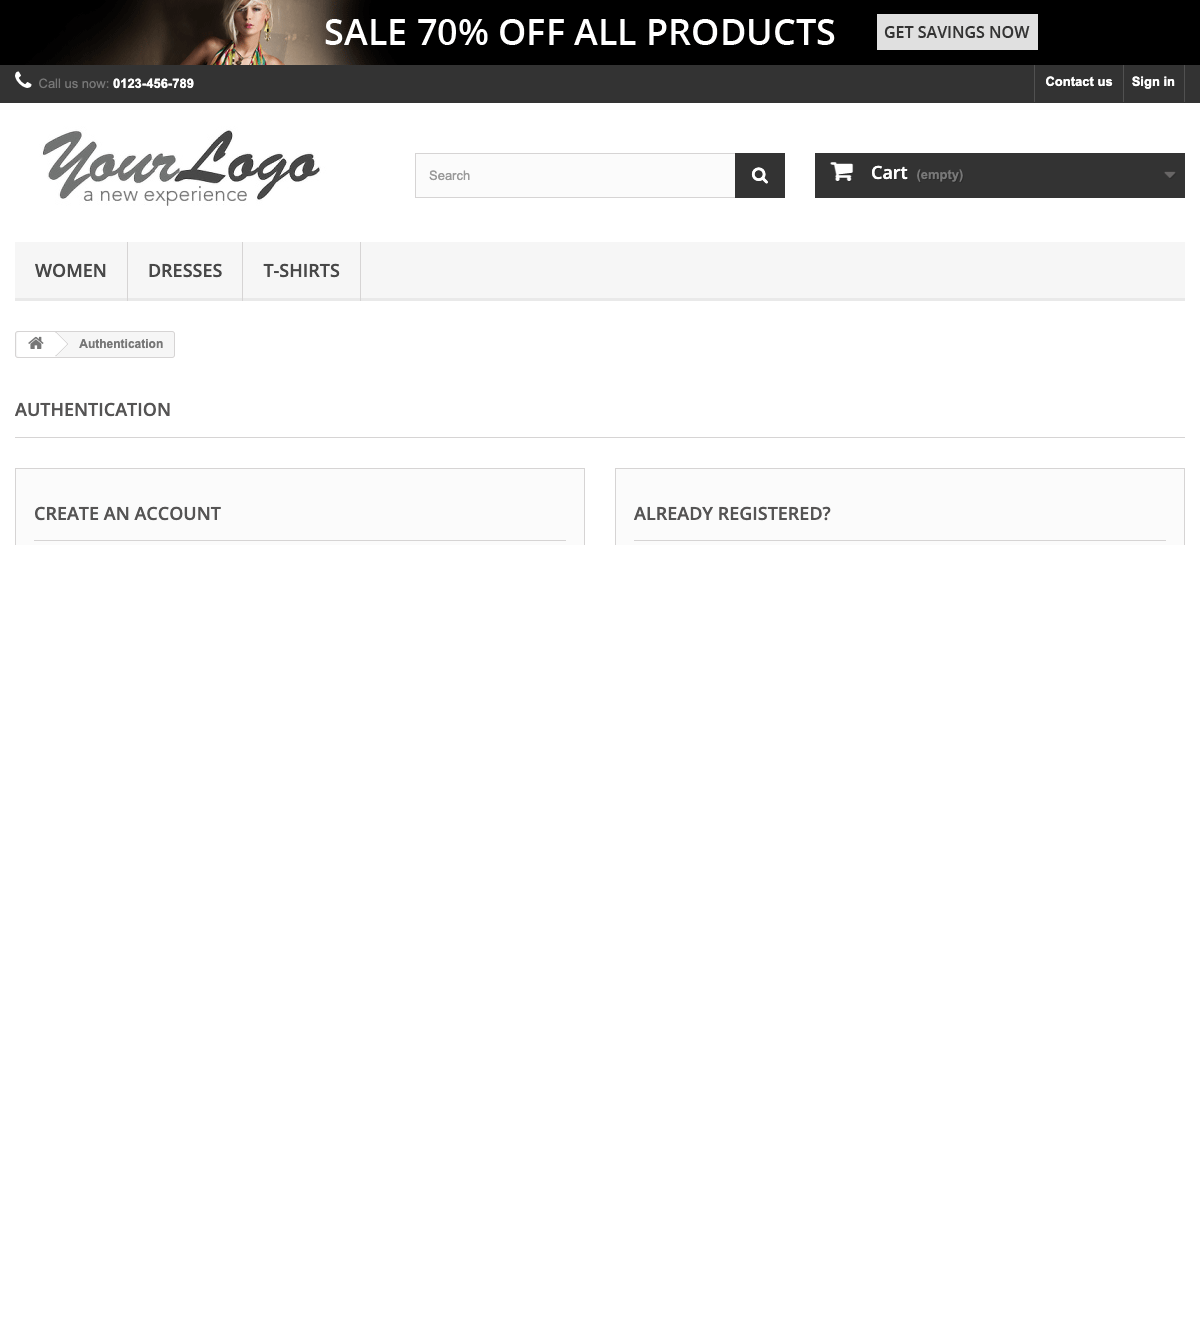 SALE 70% OFF ALL PRODUCTS GET SAVINGS NOW
Call us now: 0123-456-789 Contact us Sign in
YourLogo
a new experience
Search
Cart (empty)
WOMEN DRESSES T-SHIRTS
Authentication
AUTHENTICATION
CREATE AN ACCOUNT
ALREADY REGISTERED?